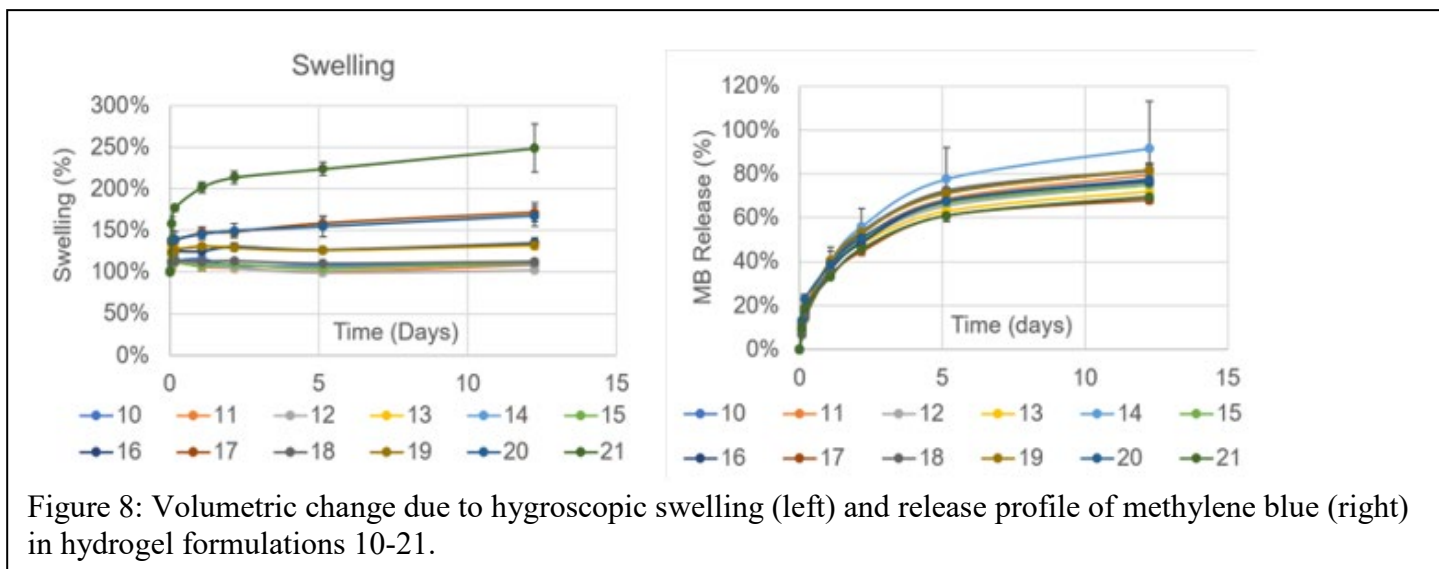 Swelling
300%
250%
200%
150%
100%
50%
0%
Swelling (%)
Time (Days)
0 5 10 15
10 11 12 13 14 15
16 17 18 19 20 21
120%
100%
80%
60%
40%
20%
0%
MB Release (%)
Time (days)
0 5 10 15
10 11 12 13 14 15
16 17 18 19 20 21
Figure 8: Volumetric change due to hygroscopic swelling (left) and release profile of methylene blue (right)
in hydrogel formulations 10-21.